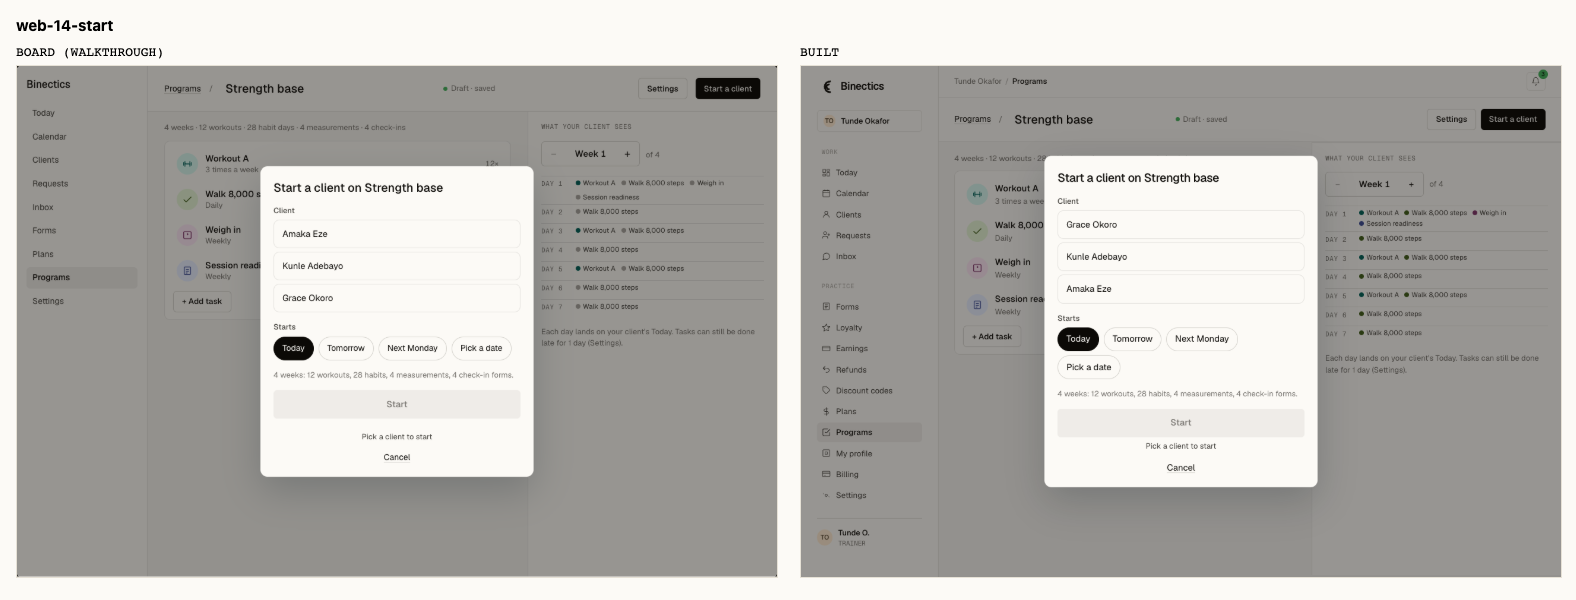 web-14-start
BOARD (WALKTHROUGH)
Binectics
Today
Calendar
Clients
Requests
Inbox
Forms
Plans
Programs
Settings
Programs / Strength base
Draft · saved
Settings
Start a client
4 weeks · 12 workouts · 28 habit days · 4 measurements · 4 check-ins
Workout A
3 times a week
12×
Walk 8,000 s
Daily
Weigh in
Weekly
Session readi
Weekly
+ Add task
WHAT YOUR CLIENT SEES
− Week 1 + of 4
DAY 1 Workout A Walk 8,000 steps Weigh in
Session readiness
DAY 2 Walk 8,000 steps
DAY 3 Workout A Walk 8,000 steps
DAY 4 Walk 8,000 steps
DAY 5 Workout A Walk 8,000 steps
DAY 6 Walk 8,000 steps
DAY 7 Walk 8,000 steps
Each day lands on your client's Today. Tasks can still be done
late for 1 day (Settings).
Start a client on Strength base
Client
Amaka Eze
Kunle Adebayo
Grace Okoro
Starts
Today Tomorrow Next Monday Pick a date
4 weeks: 12 workouts, 28 habits, 4 measurements, 4 check-in forms.
Start
Pick a client to start
Cancel
BUILT
Binectics
TO Tunde Okafor
WORK
Today
Calendar
Clients
Requests
Inbox
PRACTICE
Forms
Loyalty
Earnings
Refunds
Discount codes
Plans
Programs
My profile
Billing
Settings
TO Tunde O.
TRAINER
Tunde Okafor / Programs
Programs / Strength base
Draft · saved
Settings
Start a client
4 weeks · 12 workouts · 28
Workout A
3 times a wee
Walk 8,000
Daily
Weigh in
Weekly
Session rea
Weekly
+ Add task
WHAT YOUR CLIENT SEES
− Week 1 + of 4
DAY 1 Workout A Walk 8,000 steps Weigh in
Session readiness
DAY 2 Walk 8,000 steps
DAY 3 Workout A Walk 8,000 steps
DAY 4 Walk 8,000 steps
DAY 5 Workout A Walk 8,000 steps
DAY 6 Walk 8,000 steps
DAY 7 Walk 8,000 steps
Each day lands on your client's Today. Tasks can still be done
late for 1 day (Settings).
Start a client on Strength base
Client
Grace Okoro
Kunle Adebayo
Amaka Eze
Starts
Today Tomorrow Next Monday
Pick a date
4 weeks: 12 workouts, 28 habits, 4 measurements, 4 check-in forms.
Start
Pick a client to start
Cancel